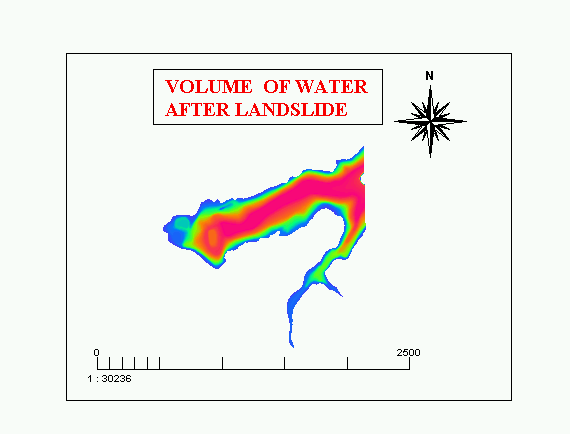 VOLUME OF WATER
AFTER LANDSLIDE
N
0 2500
1 : 30236